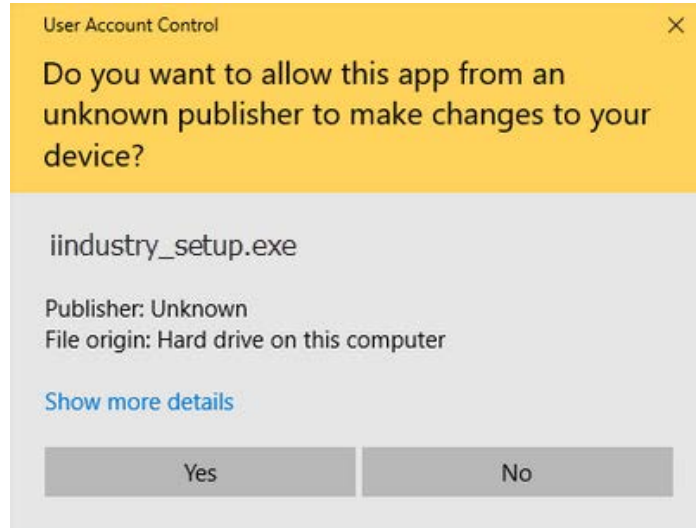 User Account Control
Do you want to allow this app from an
unknown publisher to make changes to your
device?
iindustry_setup.exe
Publisher: Unknown
File origin: Hard drive on this computer
Show more details
Yes
No